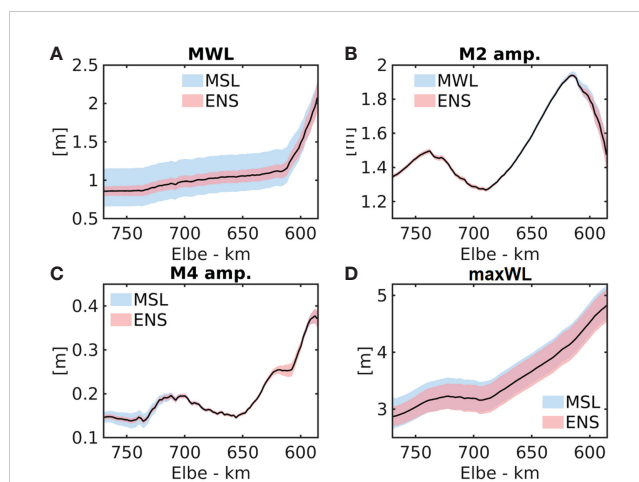 A MWL
2.5
2
1.5
1
0.5
[m]
MSL
ENS
750 700 650 600
Elbe - km
B M2 amp.
2
1.8
1.6
1.4
1.2
[m]
MWL
ENS
750 700 650 600
Elbe - km
C M4 amp.
0.4
0.3
0.2
0.1
[m]
MSL
ENS
750 700 650 600
Elbe - km
D maxWL
5
4
3
[m]
MSL
ENS
750 700 650 600
Elbe - km